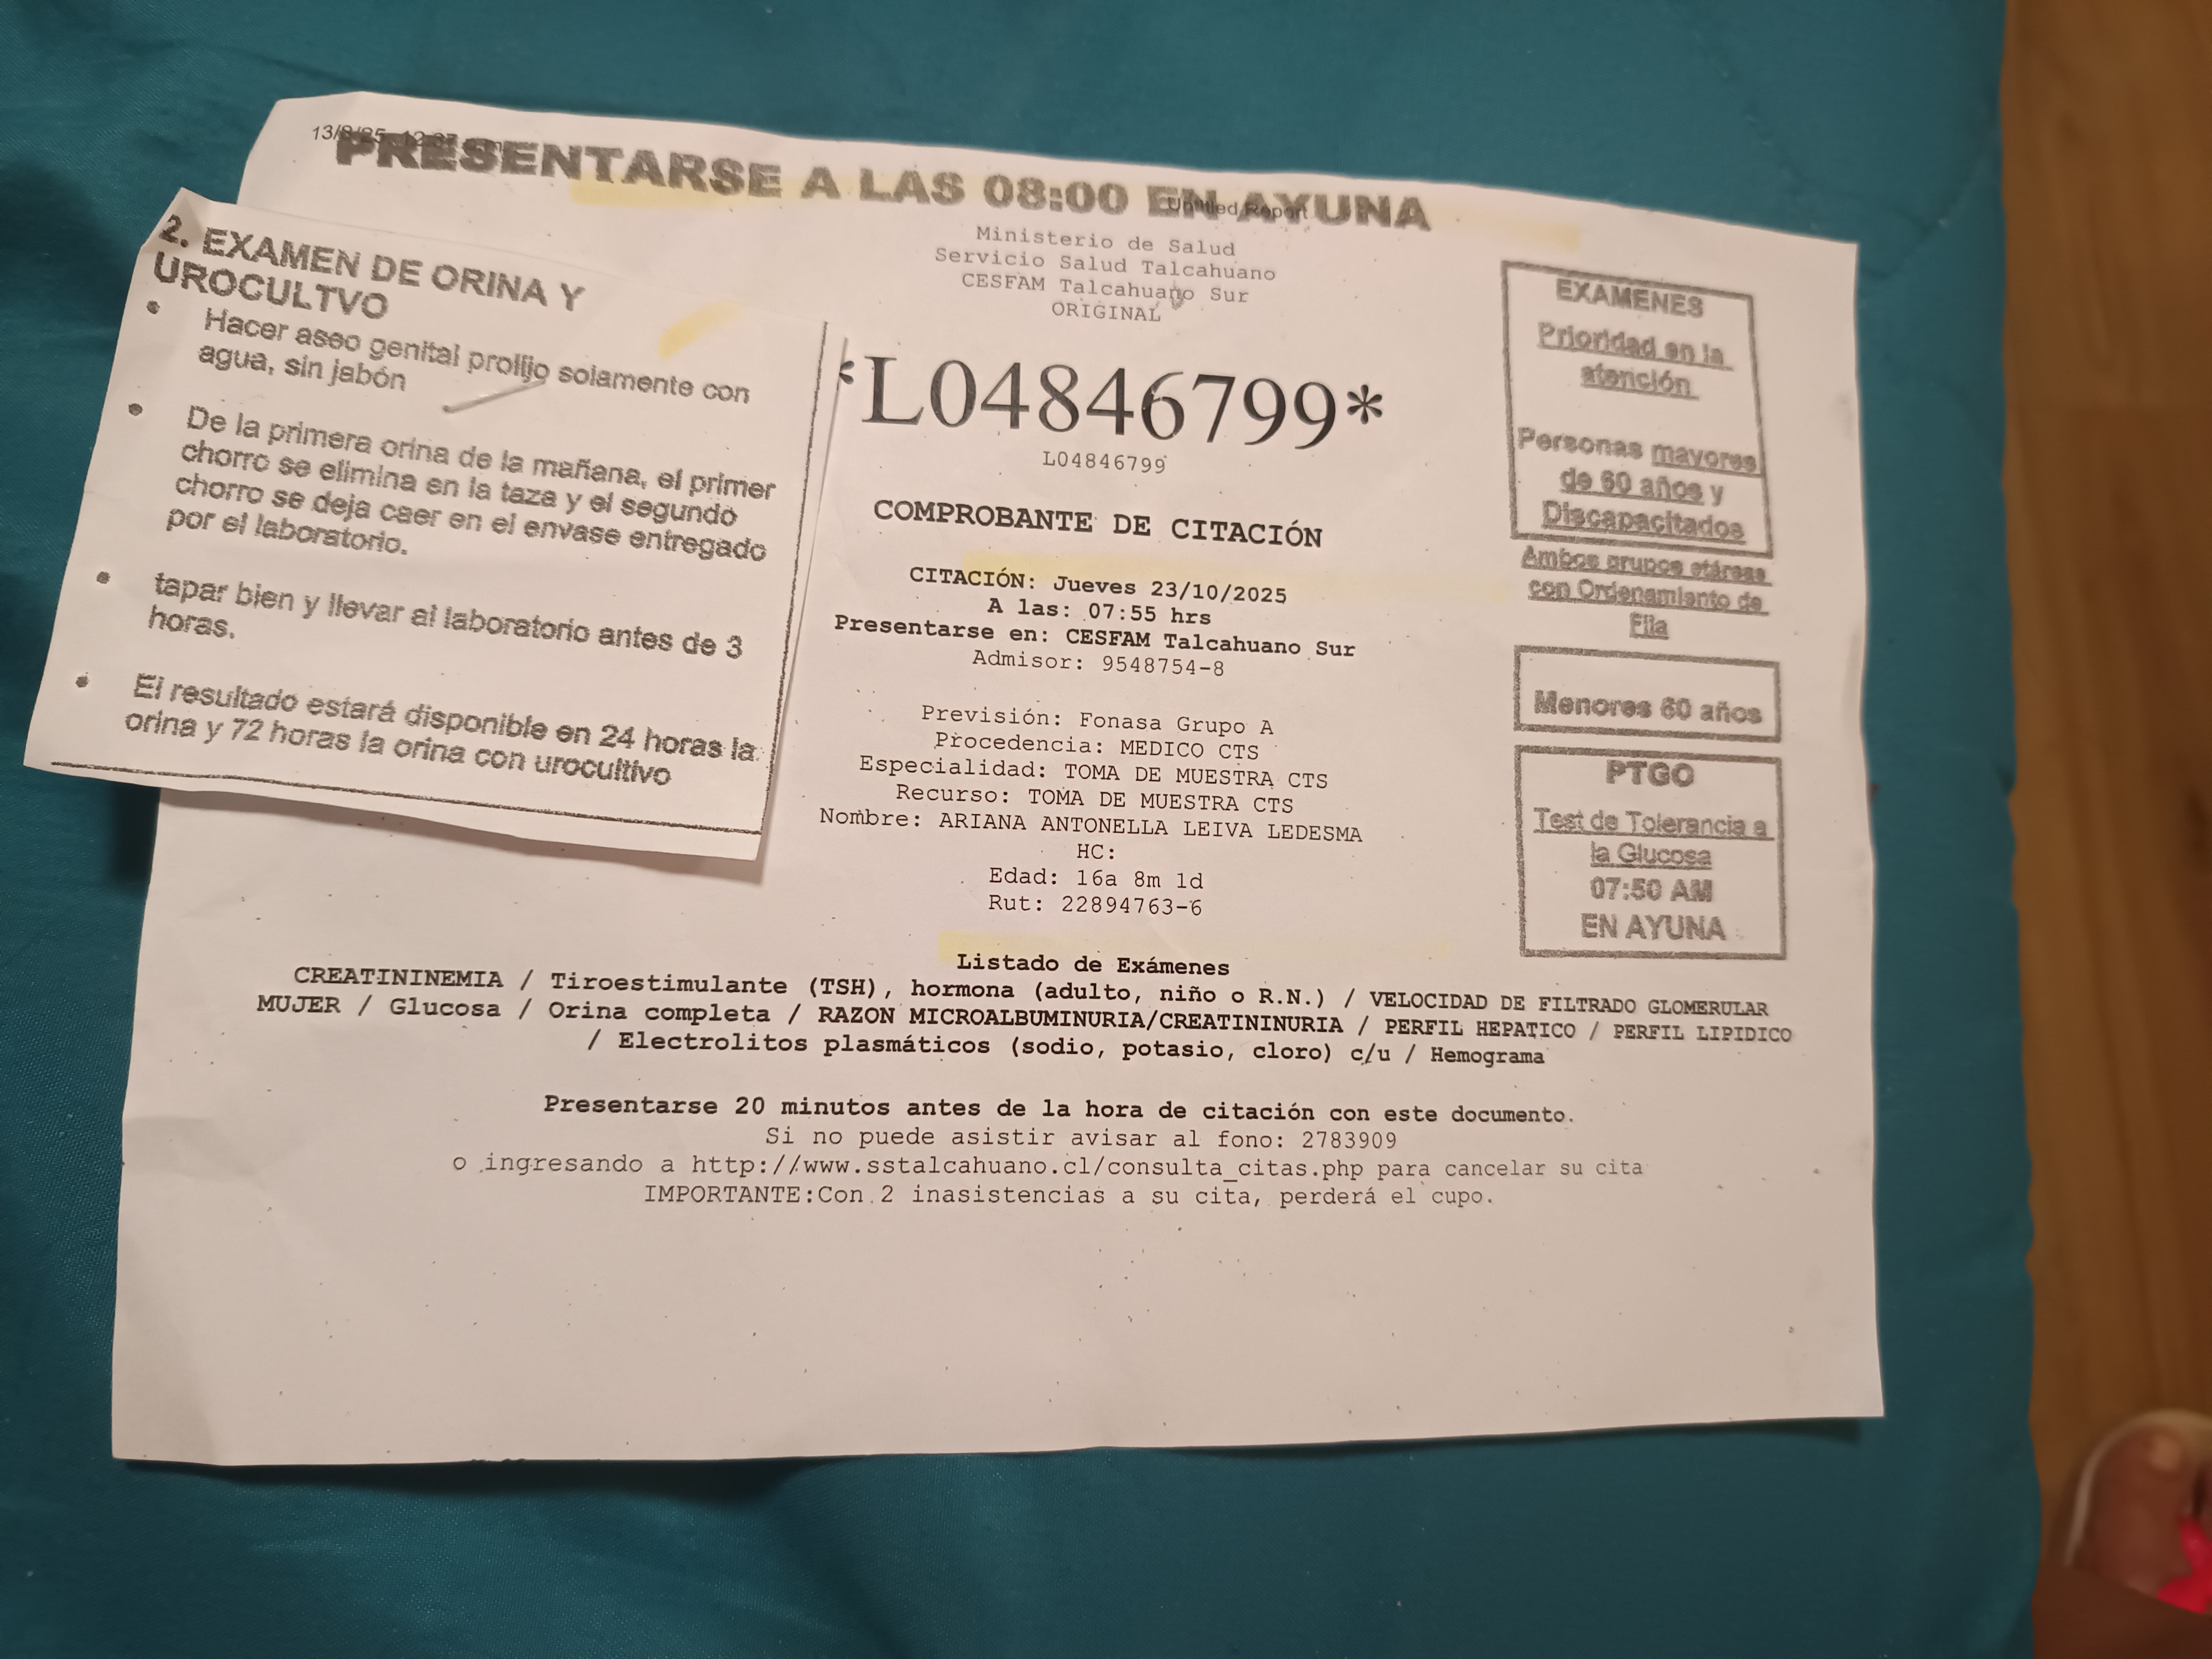 PRESENTARSE A LAS 08:00 EN AYUNA
Untitled Report
Ministerio de Salud
Servicio Salud Talcahuano
CESFAM Talcahuano Sur
ORIGINAL
*L04846799*
L04846799
COMPROBANTE DE CITACIÓN
CITACIÓN: Jueves 23/10/2025
A las: 07:55 hrs
Presentarse en: CESFAM Talcahuano Sur
Admisor: 9548754-8
Previsión: Fonasa Grupo A
Procedencia: MEDICO CTS
Especialidad: TOMA DE MUESTRA CTS
Recurso: TOMA DE MUESTRA CTS
Nombre: ARIANA ANTONELLA LEIVA LEDESMA
HC:
Edad: 16a 8m 1d
Rut: 22894763-6
Listado de Exámenes
CREATININEMIA / Tiroestimulante (TSH), hormona (adulto, niño o R.N.) / VELOCIDAD DE FILTRADO GLOMERULAR
MUJER / Glucosa / Orina completa / RAZON MICROALBUMINURIA/CREATININURIA / PERFIL HEPATICO / PERFIL LIPIDICO
/ Electrolitos plasmáticos (sodio, potasio, cloro) c/u / Hemograma
Presentarse 20 minutos antes de la hora de citación con este documento.
Si no puede asistir avisar al fono: 2783909
o ingresando a http://www.sstalcahuano.cl/consulta_citas.php para cancelar su cita
IMPORTANTE:Con 2 inasistencias a su cita, perderá el cupo.
2. EXAMEN DE ORINA Y
UROCULTVO
• Hacer aseo genital prolijo solamente con
agua, sin jabón
• De la primera orina de la mañana, el primer
chorro se elimina en la taza y el segundo
chorro se deja caer en el envase entregado
por el laboratorio.
• tapar bien y llevar al laboratorio antes de 3
horas.
• El resultado estará disponible en 24 horas la
orina y 72 horas la orina con urocultivo
EXAMENES
Prioridad en la
atención
Personas mayores
de 60 años y
Discapacitados
Ambos grupos etáreas
con Ordenamiento de
Fila
Menores 60 años
PTGO
Test de Tolerancia a
la Glucosa
07:50 AM
EN AYUNA